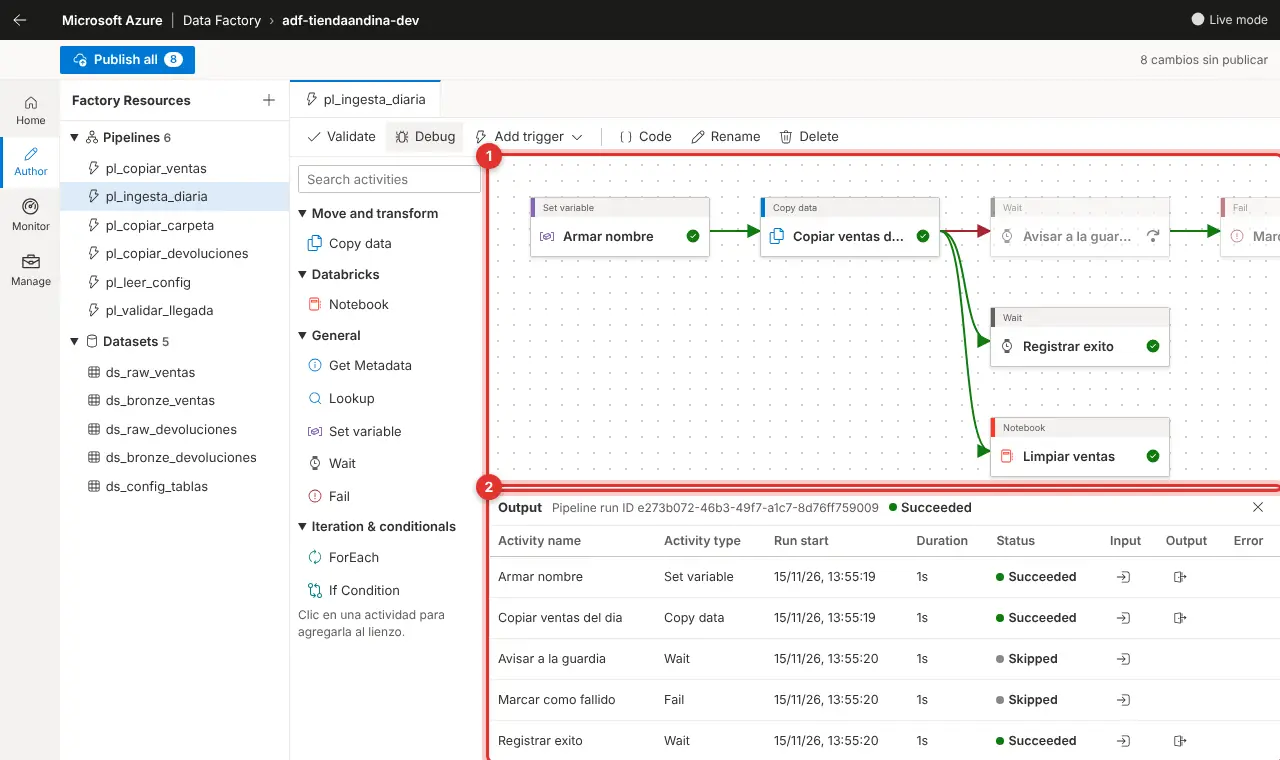 Microsoft Azure | Data Factory › adf-tiendaandina-dev
Live mode
Publish all 8
8 cambios sin publicar
Home
Author
Monitor
Manage
Factory Resources
Pipelines 6
pl_copiar_ventas
pl_ingesta_diaria
pl_copiar_carpeta
pl_copiar_devoluciones
pl_leer_config
pl_validar_llegada
Datasets 5
ds_raw_ventas
ds_bronze_ventas
ds_raw_devoluciones
ds_bronze_devoluciones
ds_config_tablas
pl_ingesta_diaria
Validate Debug Add trigger Code Rename Delete
Search activities
Move and transform
Copy data
Databricks
Notebook
General
Get Metadata
Lookup
Set variable
Wait
Fail
Iteration & conditionals
ForEach
If Condition
Clic en una actividad para
agregarla al lienzo.
1
Set variable
Armar nombre
Copy data
Copiar ventas d...
Wait
Avisar a la guar...
Fail
Marc
Wait
Registrar exito
Notebook
Limpiar ventas
2
Output Pipeline run ID e273b072-46b3-49f7-a1c7-8d76ff759009 Succeeded
Activity name Activity type Run start Duration Status Input Output Error
Armar nombre Set variable 15/11/26, 13:55:19 1s Succeeded
Copiar ventas del dia Copy data 15/11/26, 13:55:19 1s Succeeded
Avisar a la guardia Wait 15/11/26, 13:55:20 1s Skipped
Marcar como fallido Fail 15/11/26, 13:55:20 1s Skipped
Registrar exito Wait 15/11/26, 13:55:20 1s Succeeded